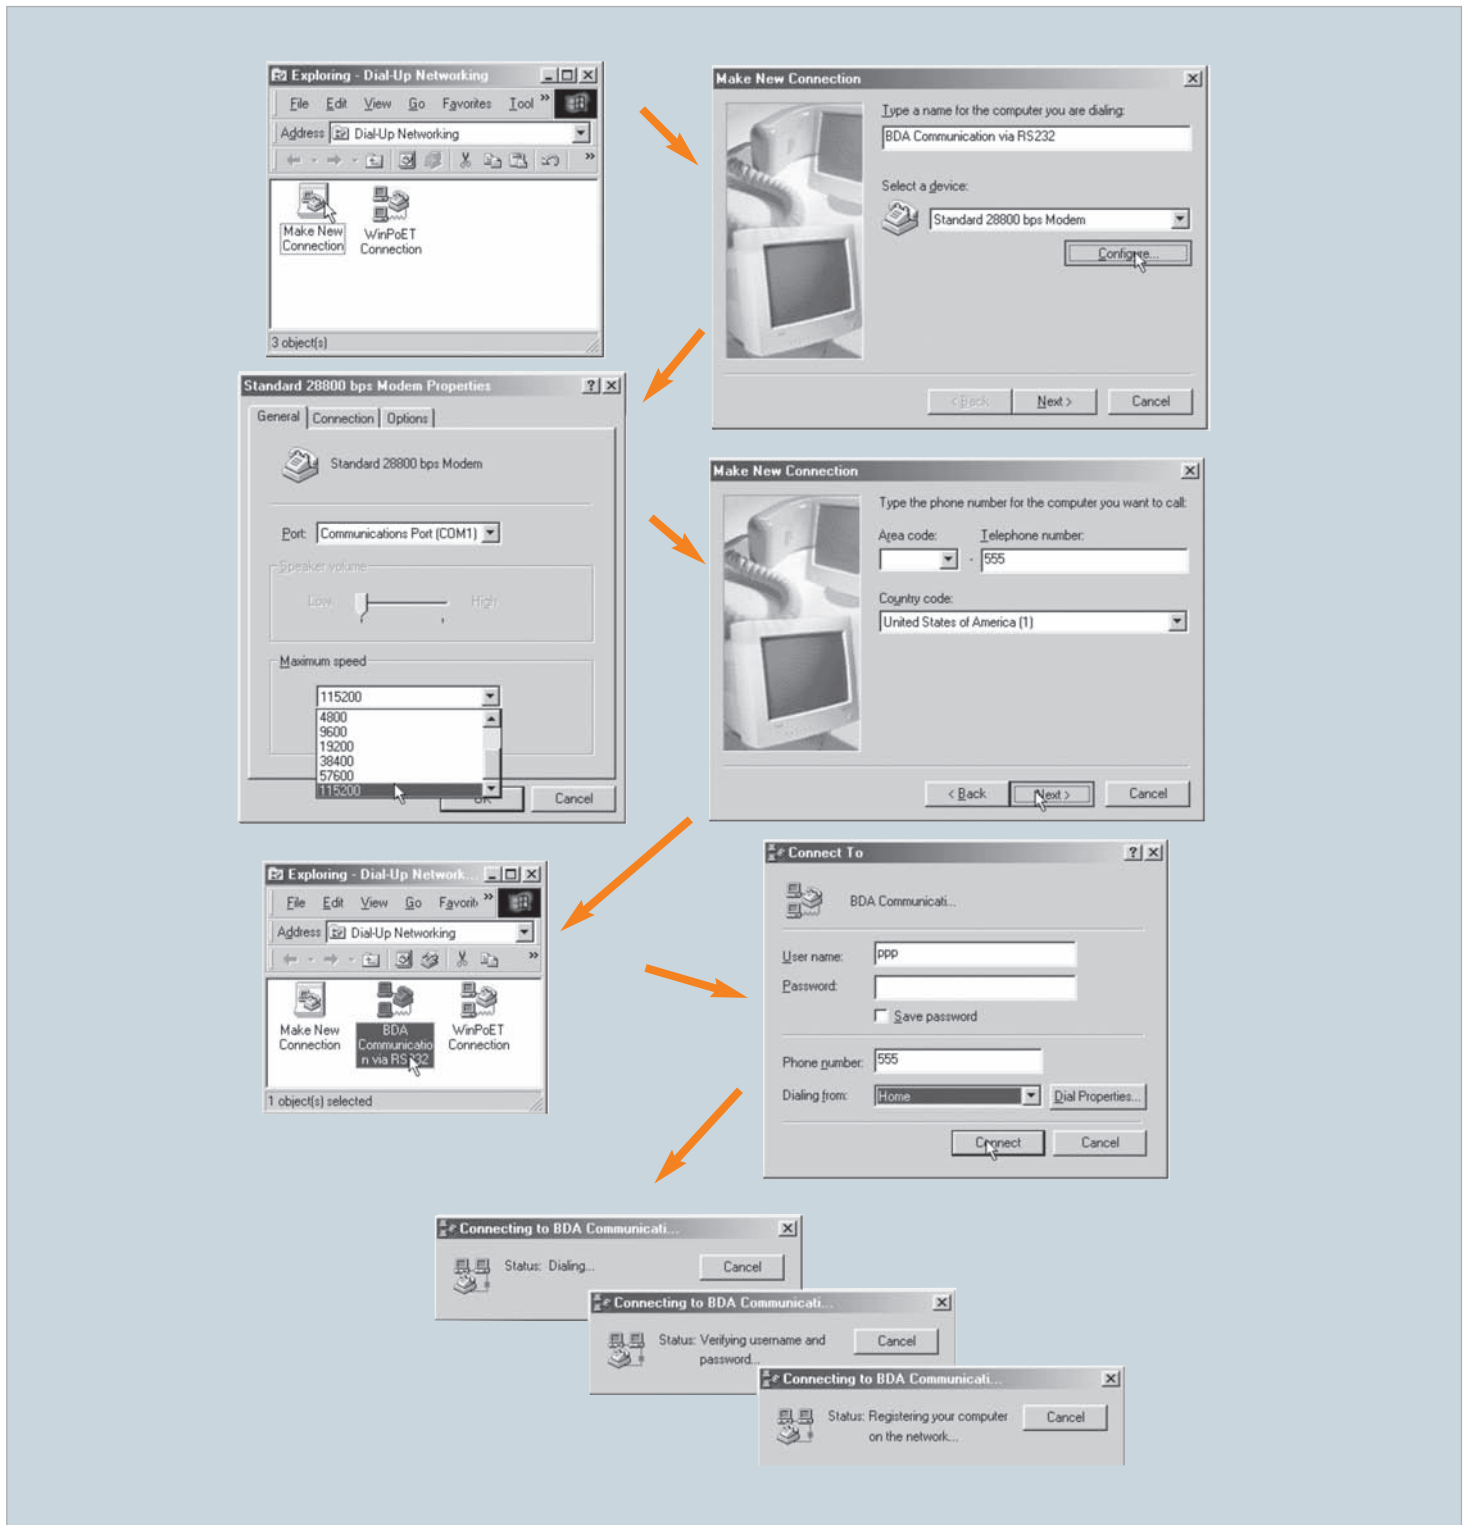 Exploring - Dial-Up Networking
File Edit View Go Favorites Tool »
Address Dial-Up Networking
»
Make New Connection
WinPoET Connection
3 object(s)
Make New Connection
Type a name for the computer you are dialing:
BDA Communication via RS232
Select a device:
Standard 28800 bps Modem
Configure...
< Back Next > Cancel
Standard 28800 bps Modem Properties
General Connection Options
Standard 28800 bps Modem
Port: Communications Port (COM1)
Speaker volume
Low High
Maximum speed
115200
4800
9600
19200
38400
57600
115200
OK Cancel
Make New Connection
Type the phone number for the computer you want to call:
Area code: Telephone number:
- 555
Country code:
United States of America (1)
< Back Next > Cancel
Exploring - Dial-Up Network...
File Edit View Go Favorit »
Address Dial-Up Networking
»
Make New Connection
BDA Communicatio n via RS232
WinPoET Connection
1 object(s) selected
Connect To
BDA Communicati...
User name: ppp
Password:
Save password
Phone number: 555
Dialing from: Home Dial Properties...
Connect Cancel
Connecting to BDA Communicati...
Status: Dialing... Cancel
Connecting to BDA Communicati...
Status: Verifying username and Cancel
password...
Connecting to BDA Communicati...
Status: Registering your computer Cancel
on the network...